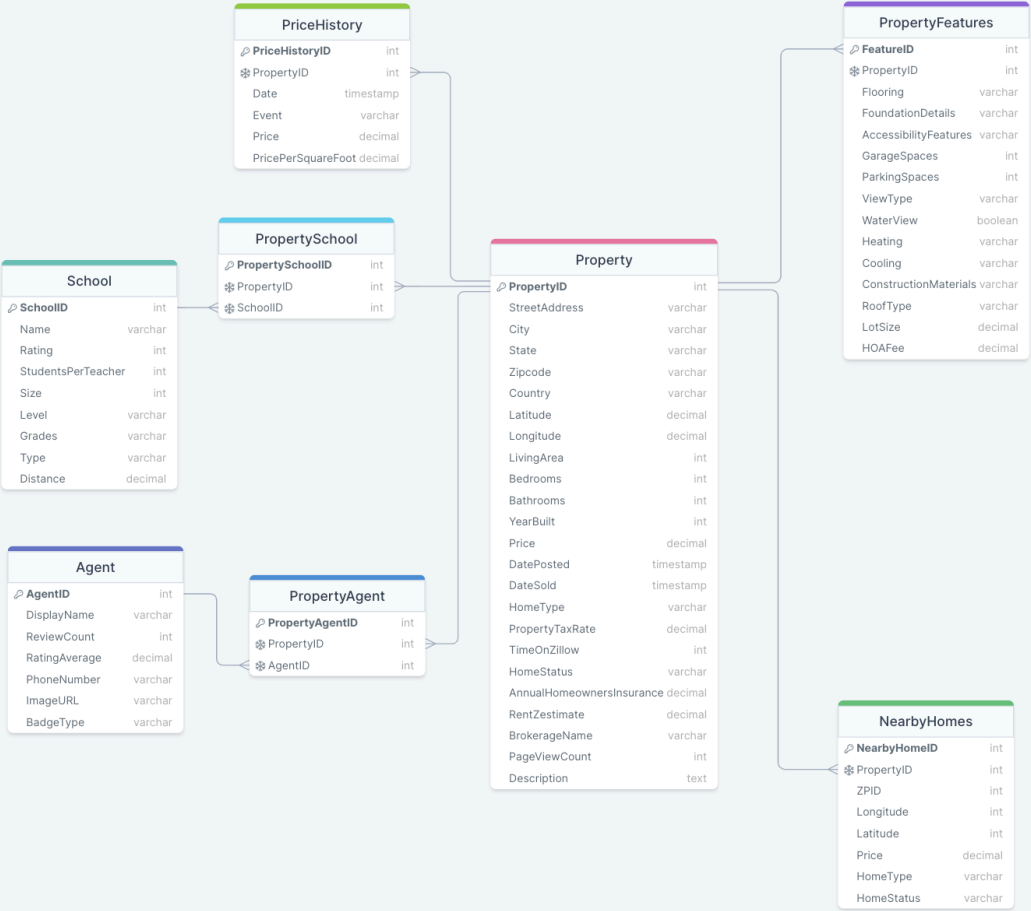 PriceHistory
PriceHistoryID int
PropertyID int
Date timestamp
Event varchar
Price decimal
PricePerSquareFoot decimal
PropertySchool
PropertySchoolID int
PropertyID int
SchoolID int
School
SchoolID int
Name varchar
Rating int
StudentsPerTeacher int
Size int
Level varchar
Grades varchar
Type varchar
Distance decimal
Agent
AgentID int
DisplayName varchar
ReviewCount int
RatingAverage decimal
PhoneNumber varchar
ImageURL varchar
BadgeType varchar
PropertyAgent
PropertyAgentID int
PropertyID int
AgentID int
Property
PropertyID int
StreetAddress varchar
City varchar
State varchar
Zipcode varchar
Country varchar
Latitude decimal
Longitude decimal
LivingArea int
Bedrooms int
Bathrooms int
YearBuilt int
Price decimal
DatePosted timestamp
DateSold timestamp
HomeType varchar
PropertyTaxRate decimal
TimeOnZillow int
HomeStatus varchar
AnnualHomeownersInsurance decimal
RentZestimate decimal
BrokerageName varchar
PageViewCount int
Description text
PropertyFeatures
FeatureID int
PropertyID int
Flooring varchar
FoundationDetails varchar
AccessibilityFeatures varchar
GarageSpaces int
ParkingSpaces int
ViewType varchar
WaterView boolean
Heating varchar
Cooling varchar
ConstructionMaterials varchar
RoofType varchar
LotSize decimal
HOAFee decimal
NearbyHomes
NearbyHomeID int
PropertyID int
ZPID int
Longitude int
Latitude int
Price decimal
HomeType varchar
HomeStatus varchar